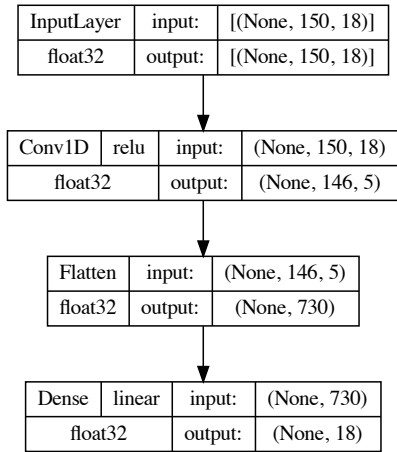 InputLayer input: [(None, 150, 18)]
float32 output: [(None, 150, 18)]
Conv1D relu input: (None, 150, 18)
float32 output: (None, 146, 5)
Flatten input: (None, 146, 5)
float32 output: (None, 730)
Dense linear input: (None, 730)
float32 output: (None, 18)